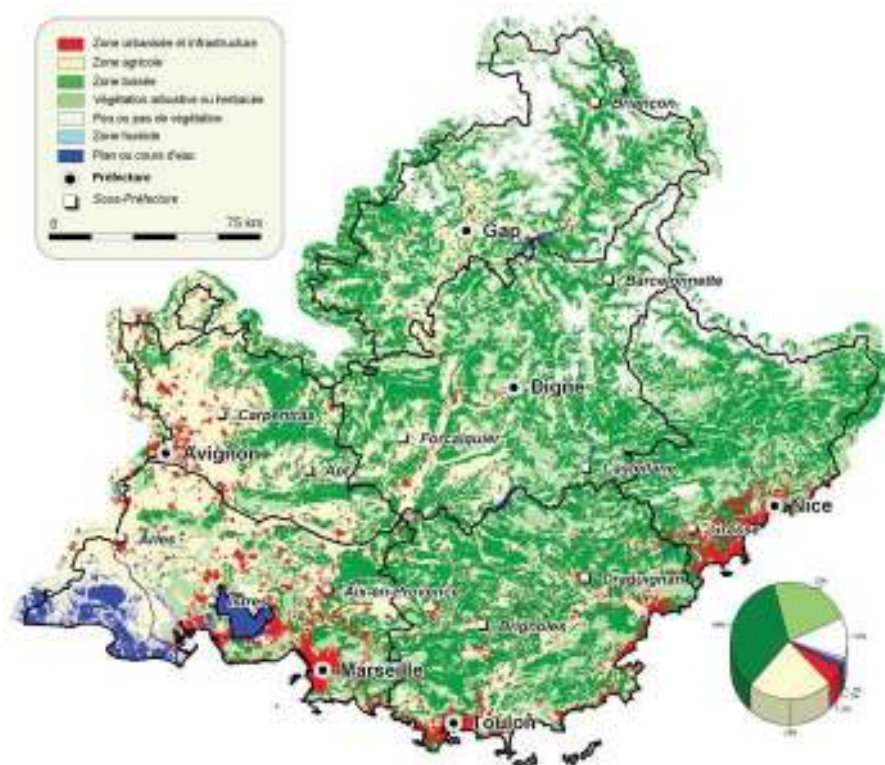 Zone urbanisée et infrastructure
Zone agricole
Zone boisée
Végétation arbustive ou herbacée
Peu ou pas de végétation
Zone humide
Plan ou cours d'eau
Préfecture
Sous-Préfecture
0 75 km
Briançon
Gap
Barcelonnette
Digne
Carpentras
Forcalquier
Avignon
Apt
Castellane
Nice
Grasse
Arles
Draguignan
Istres
Aix-en-Provence
Brignoles
Marseille
Toulon